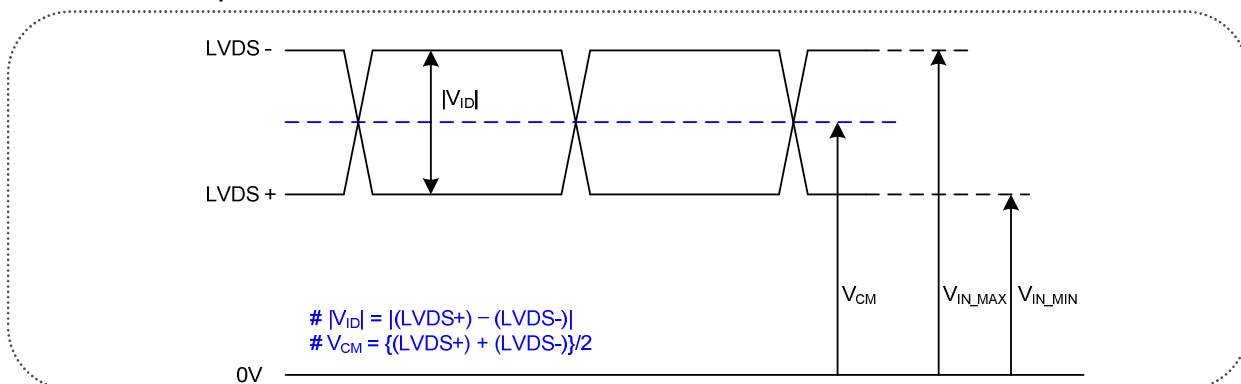 LVDS -
|VID|
LVDS +
VCM
VIN_MAX
VIN_MIN
# |VID| = |(LVDS+) – (LVDS-)|
# VCM = {(LVDS+) + (LVDS-)}/2
0V